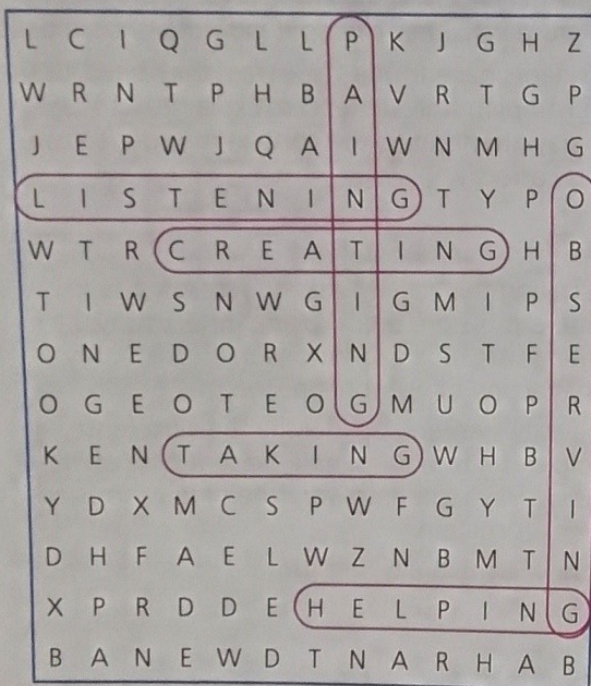 L C I Q G L L P K J G H Z
W R N T P H B A V R T G P
J E P W J Q A I W N M H G
L I S T E N I N G T Y P O
W T R C R E A T I N G H B
T I W S N W G I G M I P S
O N E D O R X N D S T F E
O G E O T E O G M U O P R
K E N T A K I N G W H B V
Y D X M C S P W F G Y T I
D H F A E L W Z N B M T N
X P R D D E H E L P I N G
B A N E W D T N A R H A B